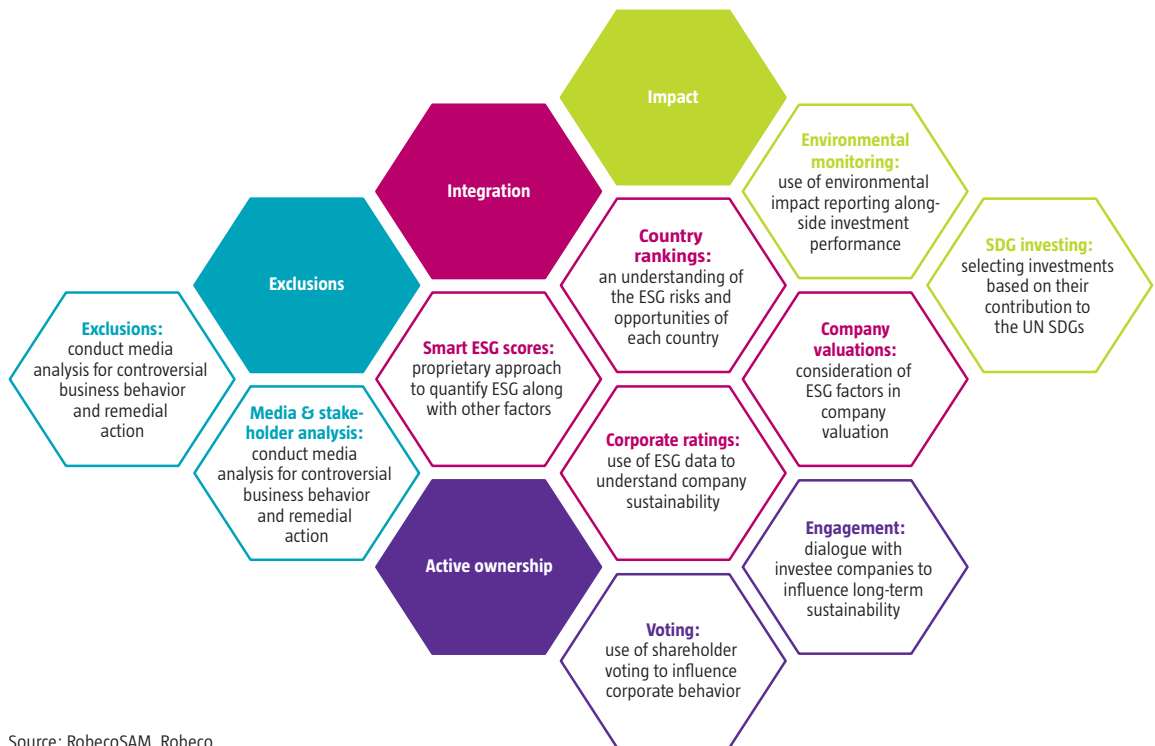 Impact
Integration
Environmental
monitoring:
use of environmental
impact reporting along-
side investment
performance
Exclusions
Country
rankings:
an understanding of
the ESG risks and
opportunities of
each country
SDG investing:
selecting investments
based on their
contribution to
the UN SDGs
Exclusions:
conduct media
analysis for controversial
business behavior
and remedial
action
Smart ESG scores:
proprietary approach
to quantify ESG along
with other factors
Company
valuations:
consideration of
ESG factors in
company
valuation
Media & stake-
holder analysis:
conduct media
analysis for controversial
business behavior
and remedial
action
Corporate ratings:
use of ESG data to
understand company
sustainability
Active ownership
Engagement:
dialogue with
investee companies to
influence long-term
sustainability
Voting:
use of shareholder
voting to influence
corporate behavior
Source: RobecoSAM, Robeco